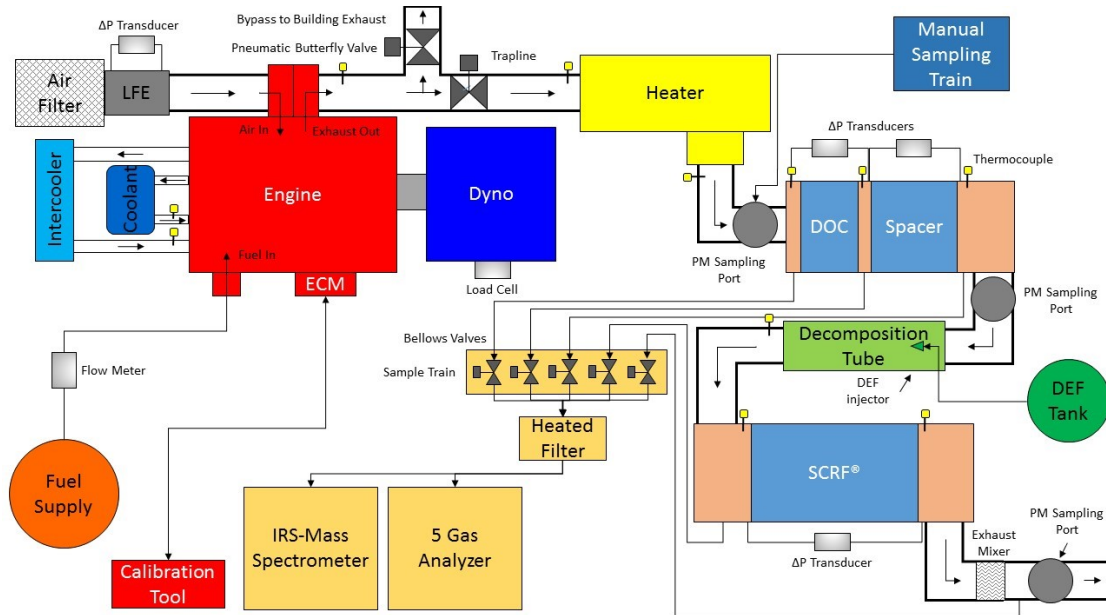 Bypass to Building Exhaust
ΔP Transducer
Pneumatic Butterfly Valve
Trapline
Manual
Sampling
Train
Air
Filter
LFE
Heater
Air In
Exhaust Out
ΔP Transducers
Thermocouple
Intercooler
Coolant
Engine
Dyno
DOC
Spacer
Fuel In
ECM
Load Cell
PM Sampling
Port
PM Sampling
Port
Bellows Valves
Sample Train
Decomposition
Tube
DEF
injector
DEF
Tank
Flow Meter
Heated
Filter
SCRF®
Fuel
Supply
IRS-Mass
Spectrometer
5 Gas
Analyzer
PM Sampling
Port
Exhaust
Mixer
ΔP Transducer
Calibration
Tool